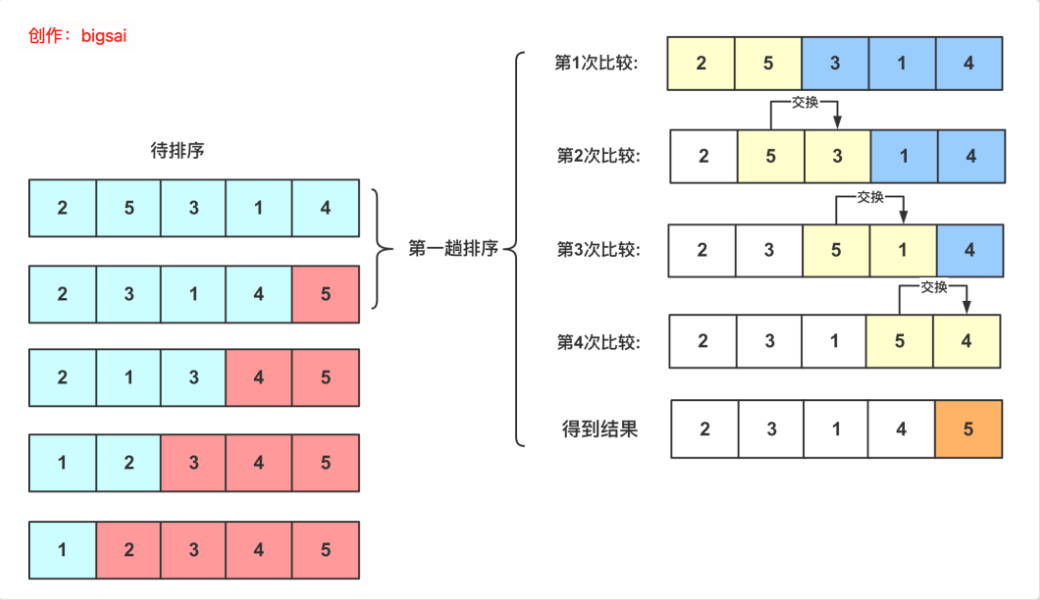 创作：bigsai
待排序
2 5 3 1 4
2 3 1 4 5
2 1 3 4 5
1 2 3 4 5
1 2 3 4 5
第一趟排序
第1次比较: 2 5 3 1 4
交换
第2次比较: 2 5 3 1 4
交换
第3次比较: 2 3 5 1 4
交换
第4次比较: 2 3 1 5 4
得到结果 2 3 1 4 5